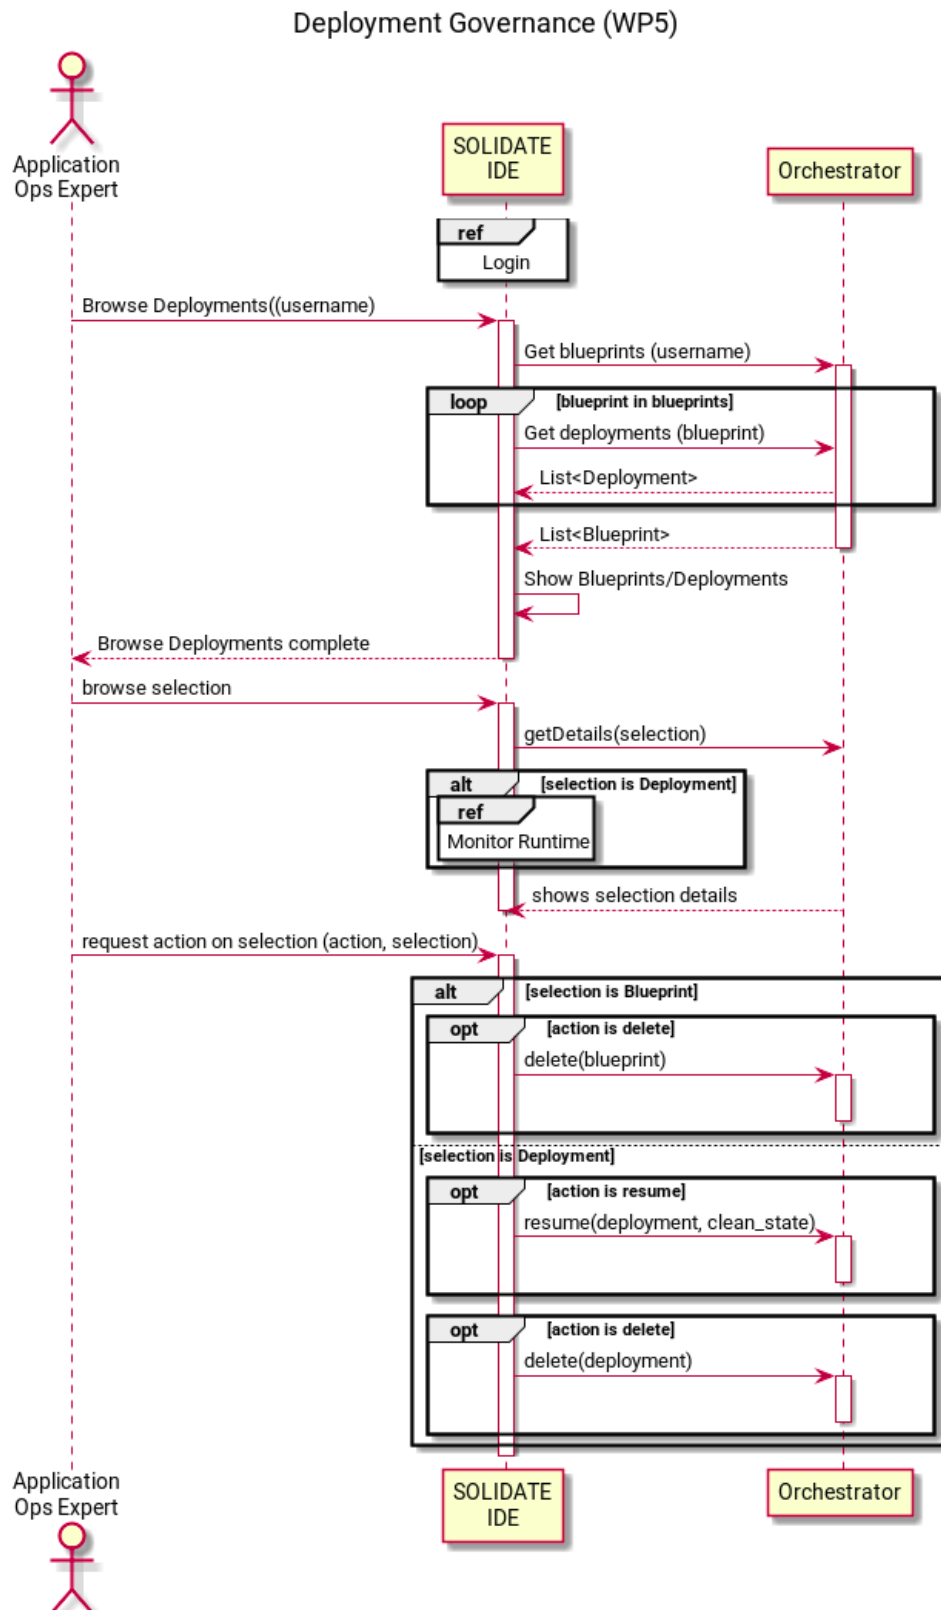 Deployment Governance (WP5)
Application
Ops Expert
SOLIDATE
IDE
Orchestrator
ref
Login
Browse Deployments((username)
Get blueprints (username)
loop
[blueprint in blueprints]
Get deployments (blueprint)
List<Deployment>
List<Blueprint>
Show Blueprints/Deployments
Browse Deployments complete
browse selection
getDetails(selection)
alt
[selection is Deployment]
ref
Monitor Runtime
shows selection details
request action on selection (action, selection)
alt
[selection is Blueprint]
opt
[action is delete]
delete(blueprint)
[selection is Deployment]
opt
[action is resume]
resume(deployment, clean_state)
opt
[action is delete]
delete(deployment)
Application
Ops Expert
SOLIDATE
IDE
Orchestrator